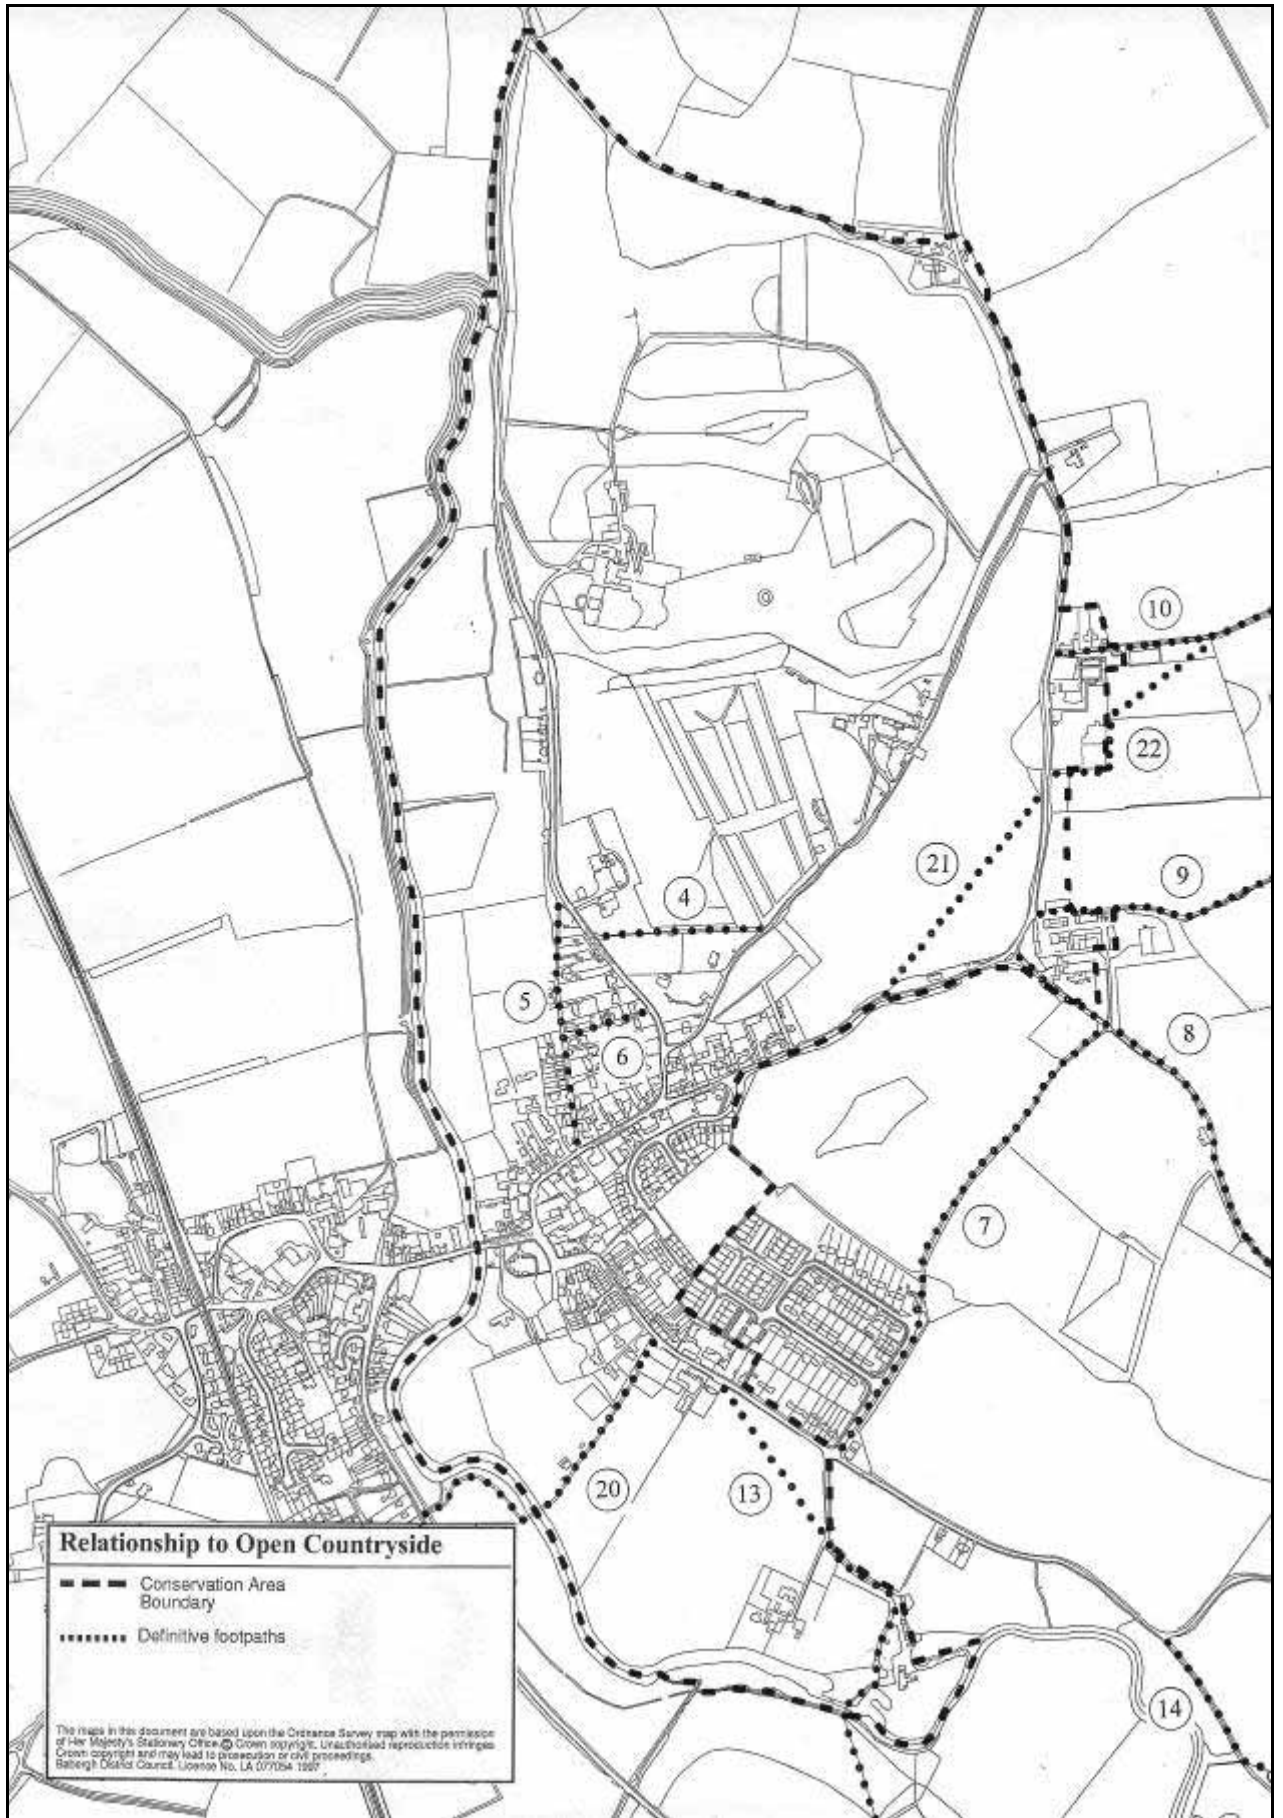 10
22
21
9
4
5
8
6
7
20
13
14
Relationship to Open Countryside
Conservation Area
Boundary
Definitive footpaths
The maps in this document are based upon the Ordnance Survey map with the permission
of Her Majesty's Stationery Office. © Crown copyright. Unauthorised reproduction infringes
Crown copyright and may lead to prosecution or civil proceedings.
Babergh District Council. Licence No. LA 077054 1997